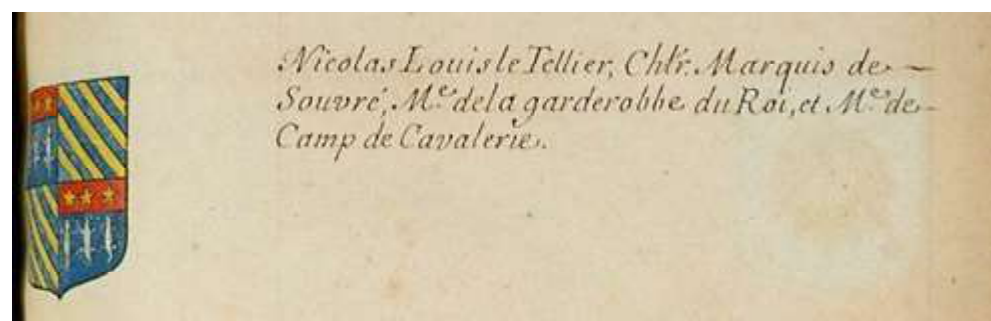 Nicolas Louis le Tellier, Chlr. Marquis de
Souvré, Me. de la garderobbe du Roi, et Me. de
Camp de Cavalerie.